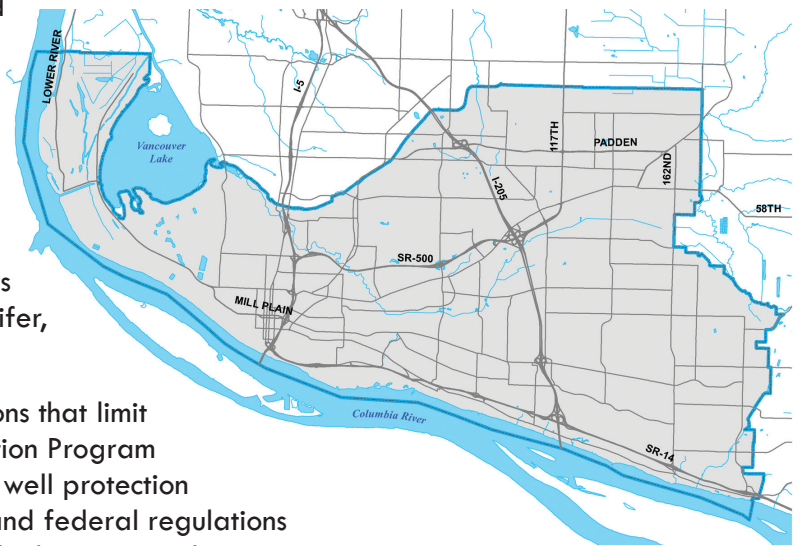 LOWER RIVER
I-5
Vancouver
Lake
117TH
PADDEN
162ND
I-205
58TH
SR-500
MILL PLAIN
Columbia River
SR-14
s
ifer,
ons that limit
tion Program
well protection
and federal regulations